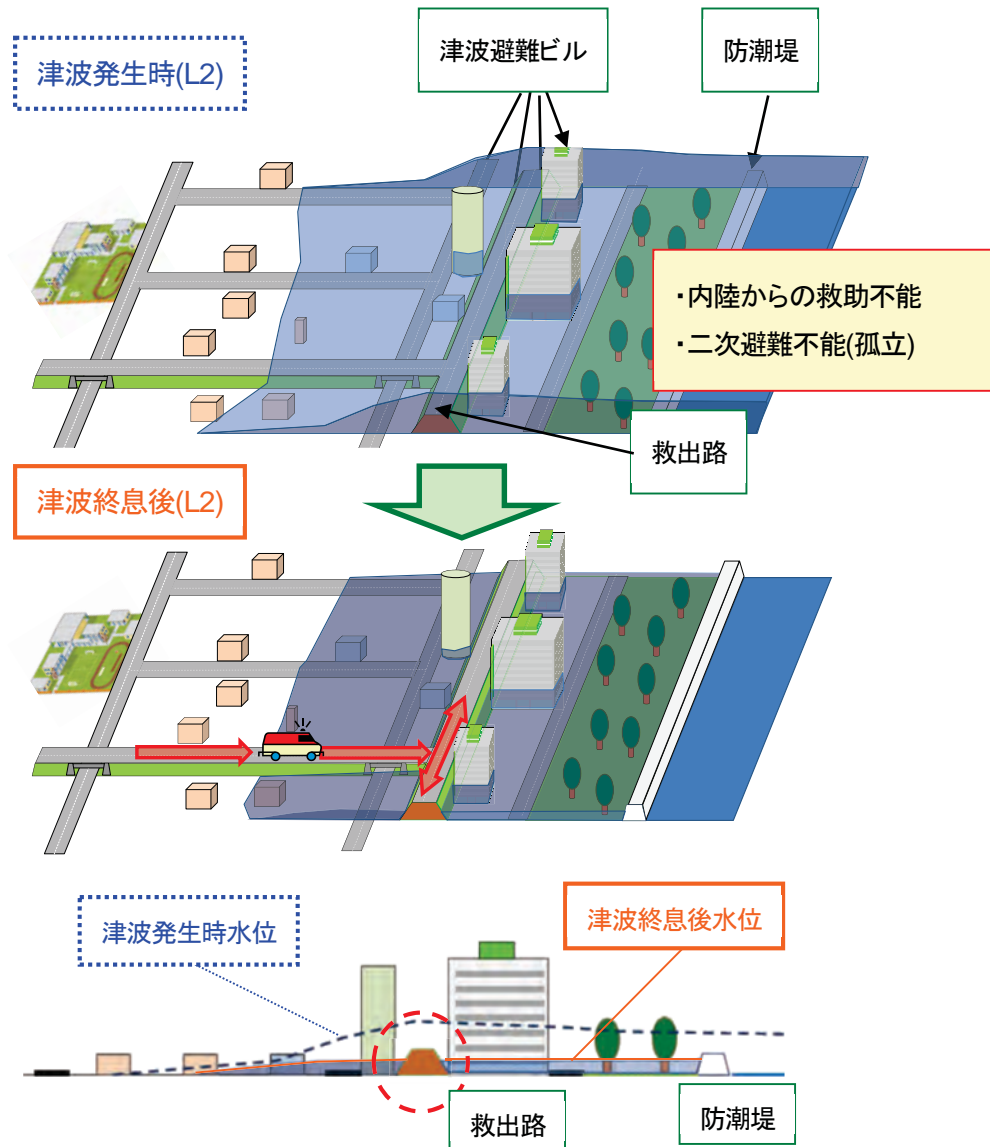 津波発生時(L2)
津波避難ビル
防潮堤
・内陸からの救助不能
・二次避難不能(孤立)
救出路
津波終息後(L2)
津波発生時水位
津波終息後水位
救出路
防潮堤